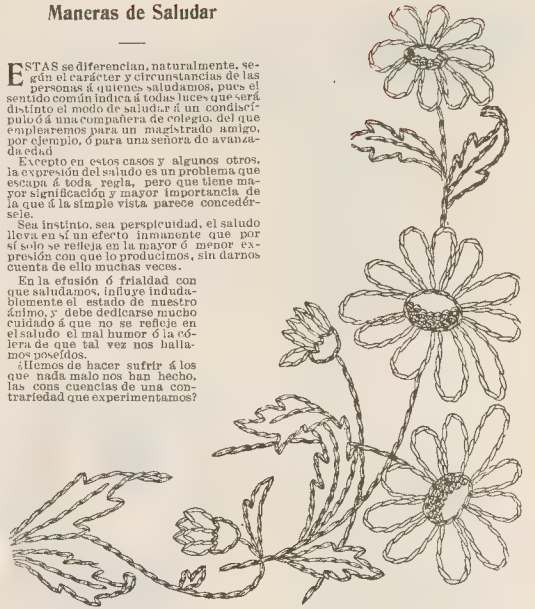 Maneras de Saludar
ESTAS se diferencian, naturalmente, se-
gún el carácter y circunstancias de las
personas á quienes saludamos, pues el
sentido común indica á todas luces que será
distinto el modo de saludar á un condiscí-
pulo ó á una compañera de colegio, del que
emplearemos para un magistrado amigo,
por ejemplo, ó para una señora de avanza-
da edad
Excepto en estos casos y algunos otros,
la expresión del saludo es un problema que
escapa á toda regla, pero que tiene ma-
yor significación y mayor importancia de
la que á la simple vista parece concedér-
sele.
Sea instinto, sea perspicuidad, el saludo
lleva en sí un efecto inmanente que por
sí solo se refleja en la mayor ó menor ex-
presión con que lo producimos, sin darnos
cuenta de ello muchas veces.
En la efusión ó frialdad con
que saludamos, influye induda-
blemente el estado de nuestro
ánimo, y debe dedicarse mucho
cuidado á que no se refleje en
el saludo el mal humor ó la có-
lera de que tal vez nos halla-
mos poseídos.
¿Hemos de hacer sufrir á los
que nada malo nos han hecho,
las cons cuencias de una con-
trariedad que experimentamos?